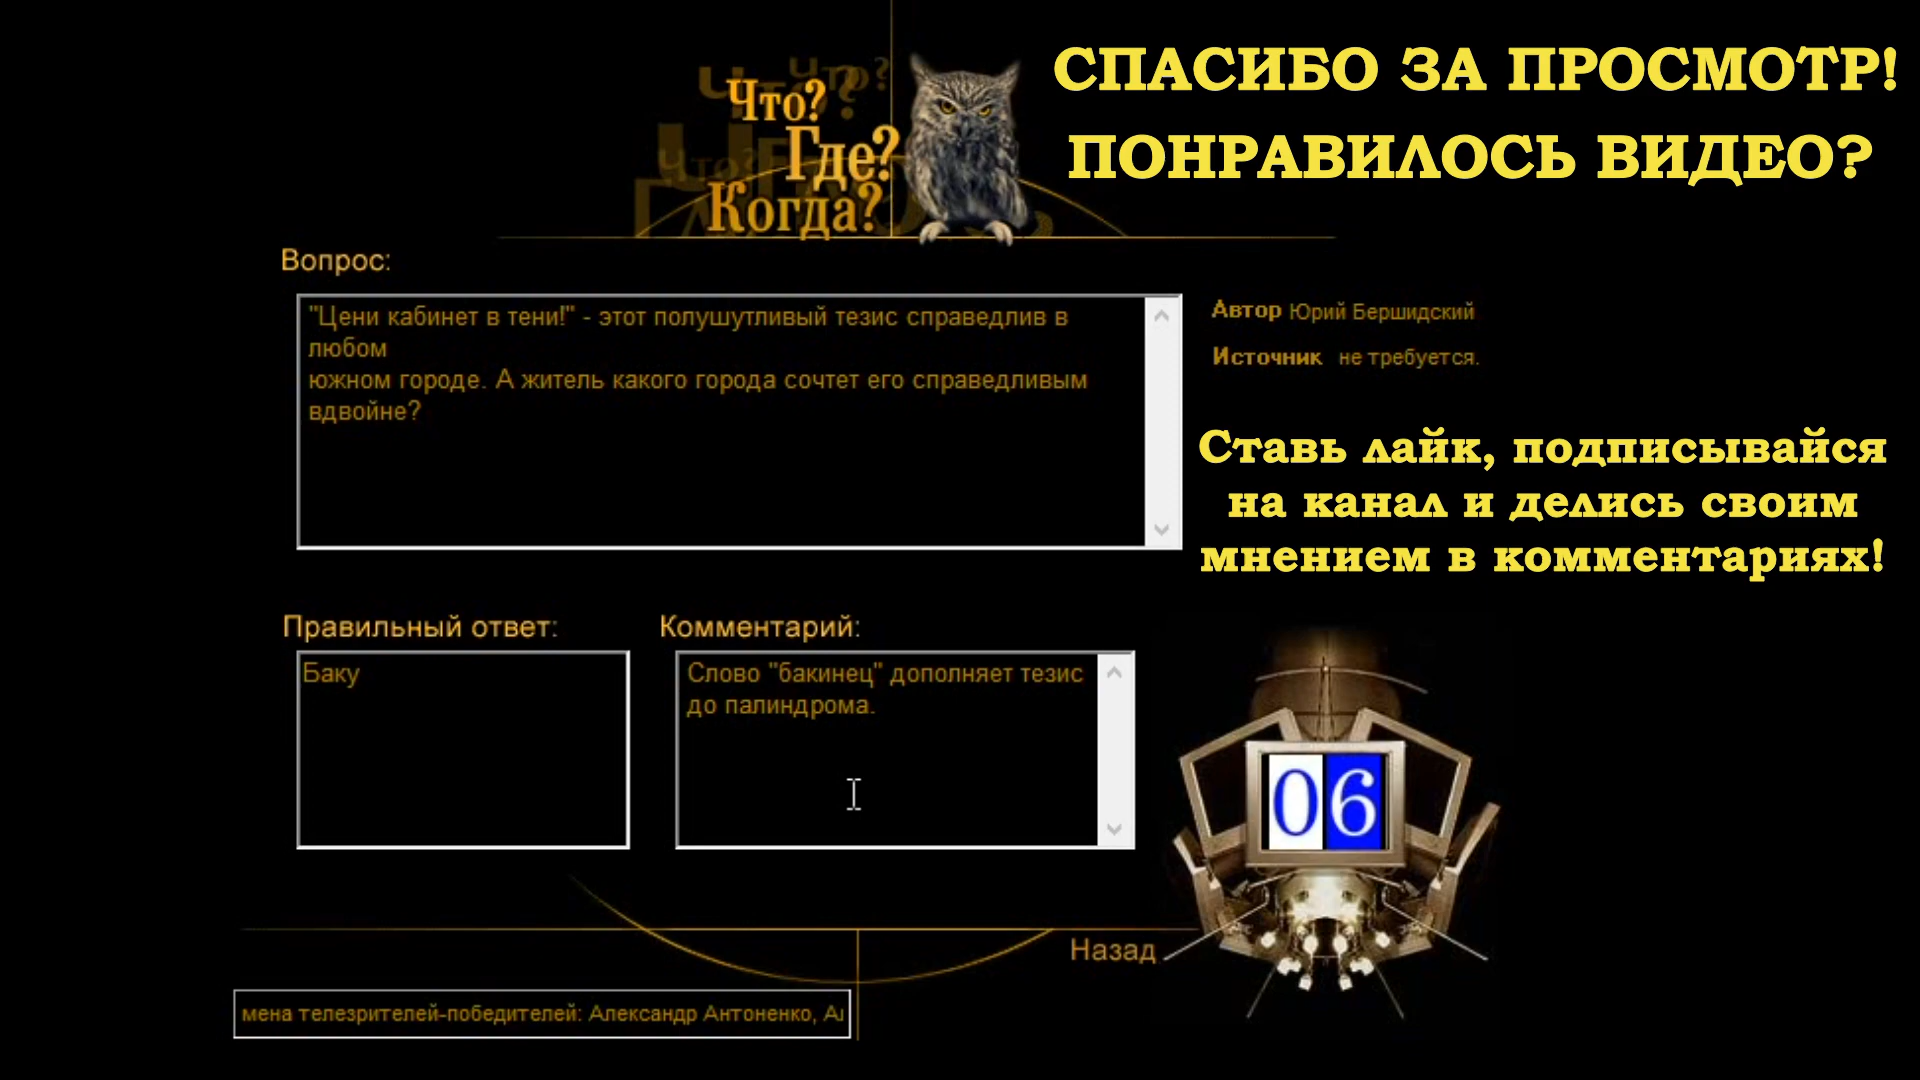 Что?
Где?
Когда?
СПАСИБО ЗА ПРОСМОТР!
ПОНРАВИЛОСЬ ВИДЕО?
Вопрос:
"Цени кабинет в тени!" - этот полушутливый тезис справедлив в
любом
южном городе. А житель какого города сочтет его справедливым
вдвойне?
Автор Юрий Бершидский
Источник не требуется.
Ставь лайк, подписывайся
на канал и делись своим
мнением в комментариях!
Правильный ответ:
Баку
Комментарий:
Слово "бакинец" дополняет тезис
до палиндрома.
06
Назад
мена телезрителей-победителей: Александр Антоненко,